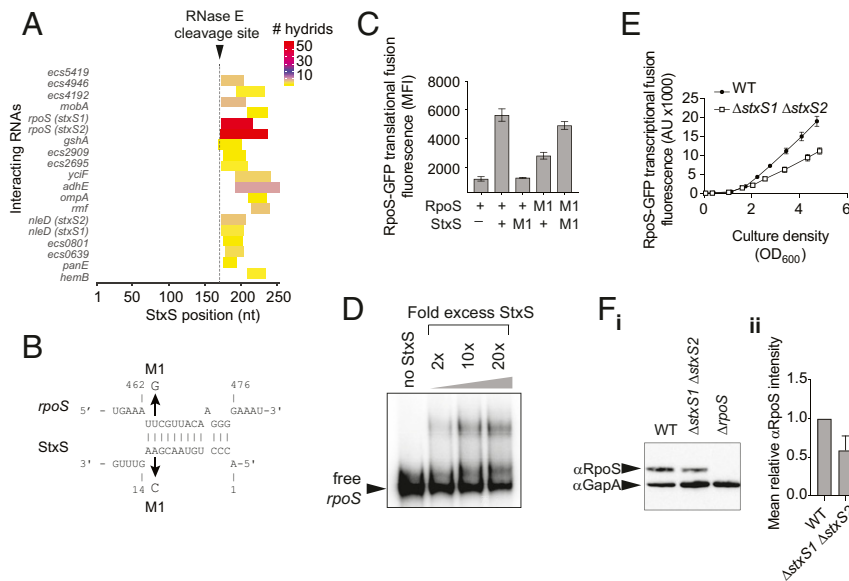 A
RNase E
cleavage site
# hydrids
50
30
10
Interacting RNAs
ecs5419
ecs4946
ecs4192
mobA
rpoS (stxS1)
rpoS (stxS2)
gshA
ecs2909
ecs2695
yciF
adhE
ompA
rmf
nleD (stxS2)
nleD (stxS1)
ecs0801
ecs0639
panE
hemB
1 50 100 150 200 250
StxS position (nt)
B
M1
462 G 476
rpoS 5' - UGAAA A GAAAU-3'
UUCGUUACA GGG
StxS AAGCAAUGU CCC
3' - GUUUG A-5'
14 C 1
M1
C
RpoS-GFP translational fusion
fluorescence (MFI)
8000
6000
4000
2000
RpoS + + + M1 M1
StxS – + M1 + M1
D
Fold excess StxS
no StxS
2x
10x
20x
free
rpoS
E
WT
ΔstxS1 ΔstxS2
RpoS-GFP transcriptional fusion
fluorescence (AU x1000)
25
20
15
10
5
0
0 2 4 6
Culture density
(OD600)
F
i
WT
ΔstxS1 ΔstxS2
ΔrpoS
αRpoS
αGapA
ii
Mean relative αRpoS intensity
1.5
1.0
0.5
0.0
WT
ΔstxS1 ΔstxS2